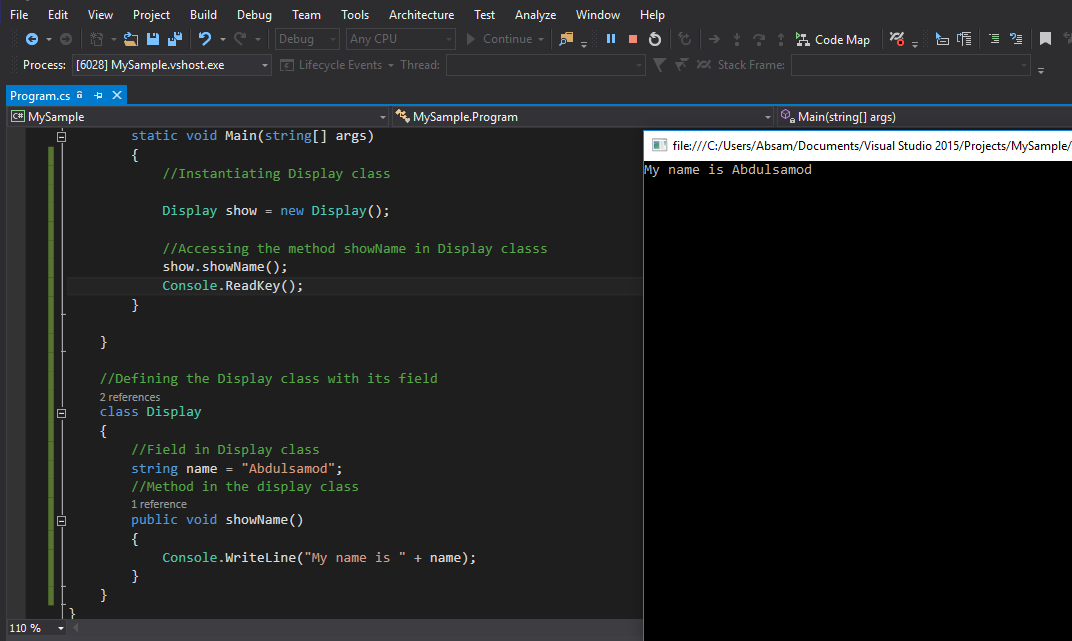 File Edit View Project Build Debug Team Tools Architecture Test Analyze Window Help
Debug Any CPU Continue Code Map
Process: [6028] MySample.vshost.exe Lifecycle Events Thread: Stack Frame:
Program.cs
C# MySample MySample.Program Main(string[] args)
static void Main(string[] args)
{
//Instantiating Display class
Display show = new Display();
//Accessing the method showName in Display classs
show.showName();
Console.ReadKey();
}
}
//Defining the Display class with its field
2 references
class Display
{
//Field in Display class
string name = "Abdulsamod";
//Method in the display class
1 reference
public void showName()
{
Console.WriteLine("My name is " + name);
}
}
}
110 %
file:///C:/Users/Absam/Documents/Visual Studio 2015/Projects/MySample/
My name is Abdulsamod